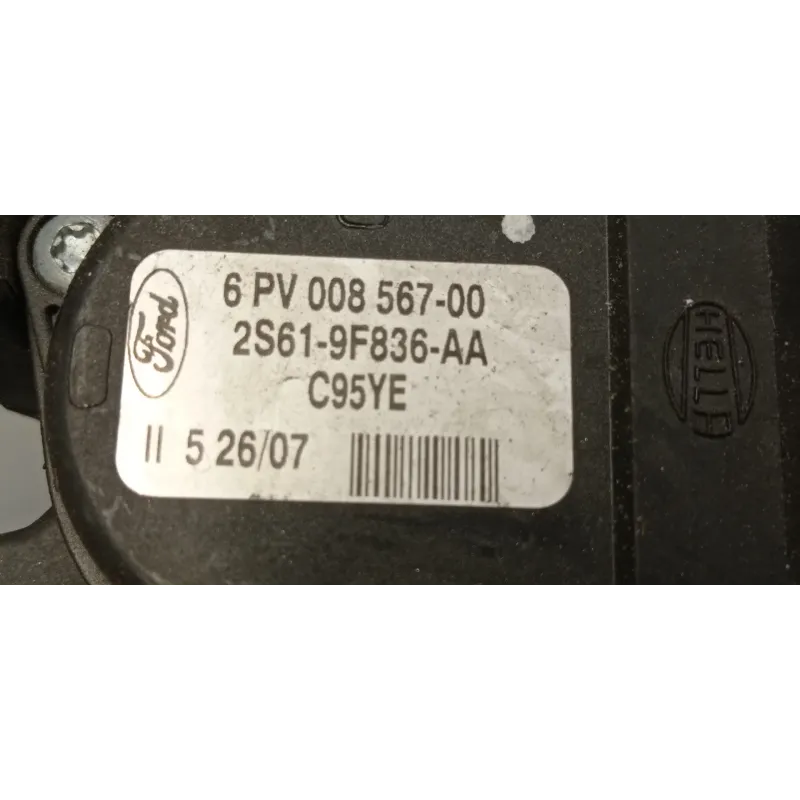 Ford
6 PV 008 567-00
2S61-9F836-AA
C95YE
II 5 26/07
HELLA